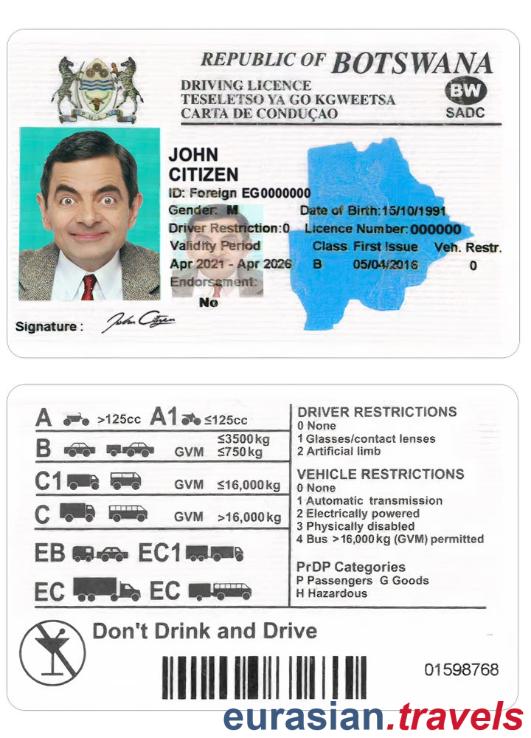 REPUBLIC OF BOTSWANA
DRIVING LICENCE
TESELETSO YA GO KGWEETSA
CARTA DE CONDUÇAO
BW
SADC
JOHN
CITIZEN
ID: Foreign EG0000000
Gender: M Date of Birth:15/10/1991
Driver Restriction:0 Licence Number:000000
Validity Period Class First Issue Veh. Restr.
Apr 2021 - Apr 2026 B 05/04/2016 0
Endorsement:
No
Signature : John Citizen
A >125cc A1 ≤125cc
B GVM ≤3500kg
≤750kg
C1 GVM ≤16,000kg
C GVM >16,000kg
EB EC1
EC EC
DRIVER RESTRICTIONS
0 None
1 Glasses/contact lenses
2 Artificial limb
VEHICLE RESTRICTIONS
0 None
1 Automatic transmission
2 Electrically powered
3 Physically disabled
4 Bus >16,000kg (GVM) permitted
PrDP Categories
P Passengers G Goods
H Hazardous
Don't Drink and Drive
01598768
eurasian.travels